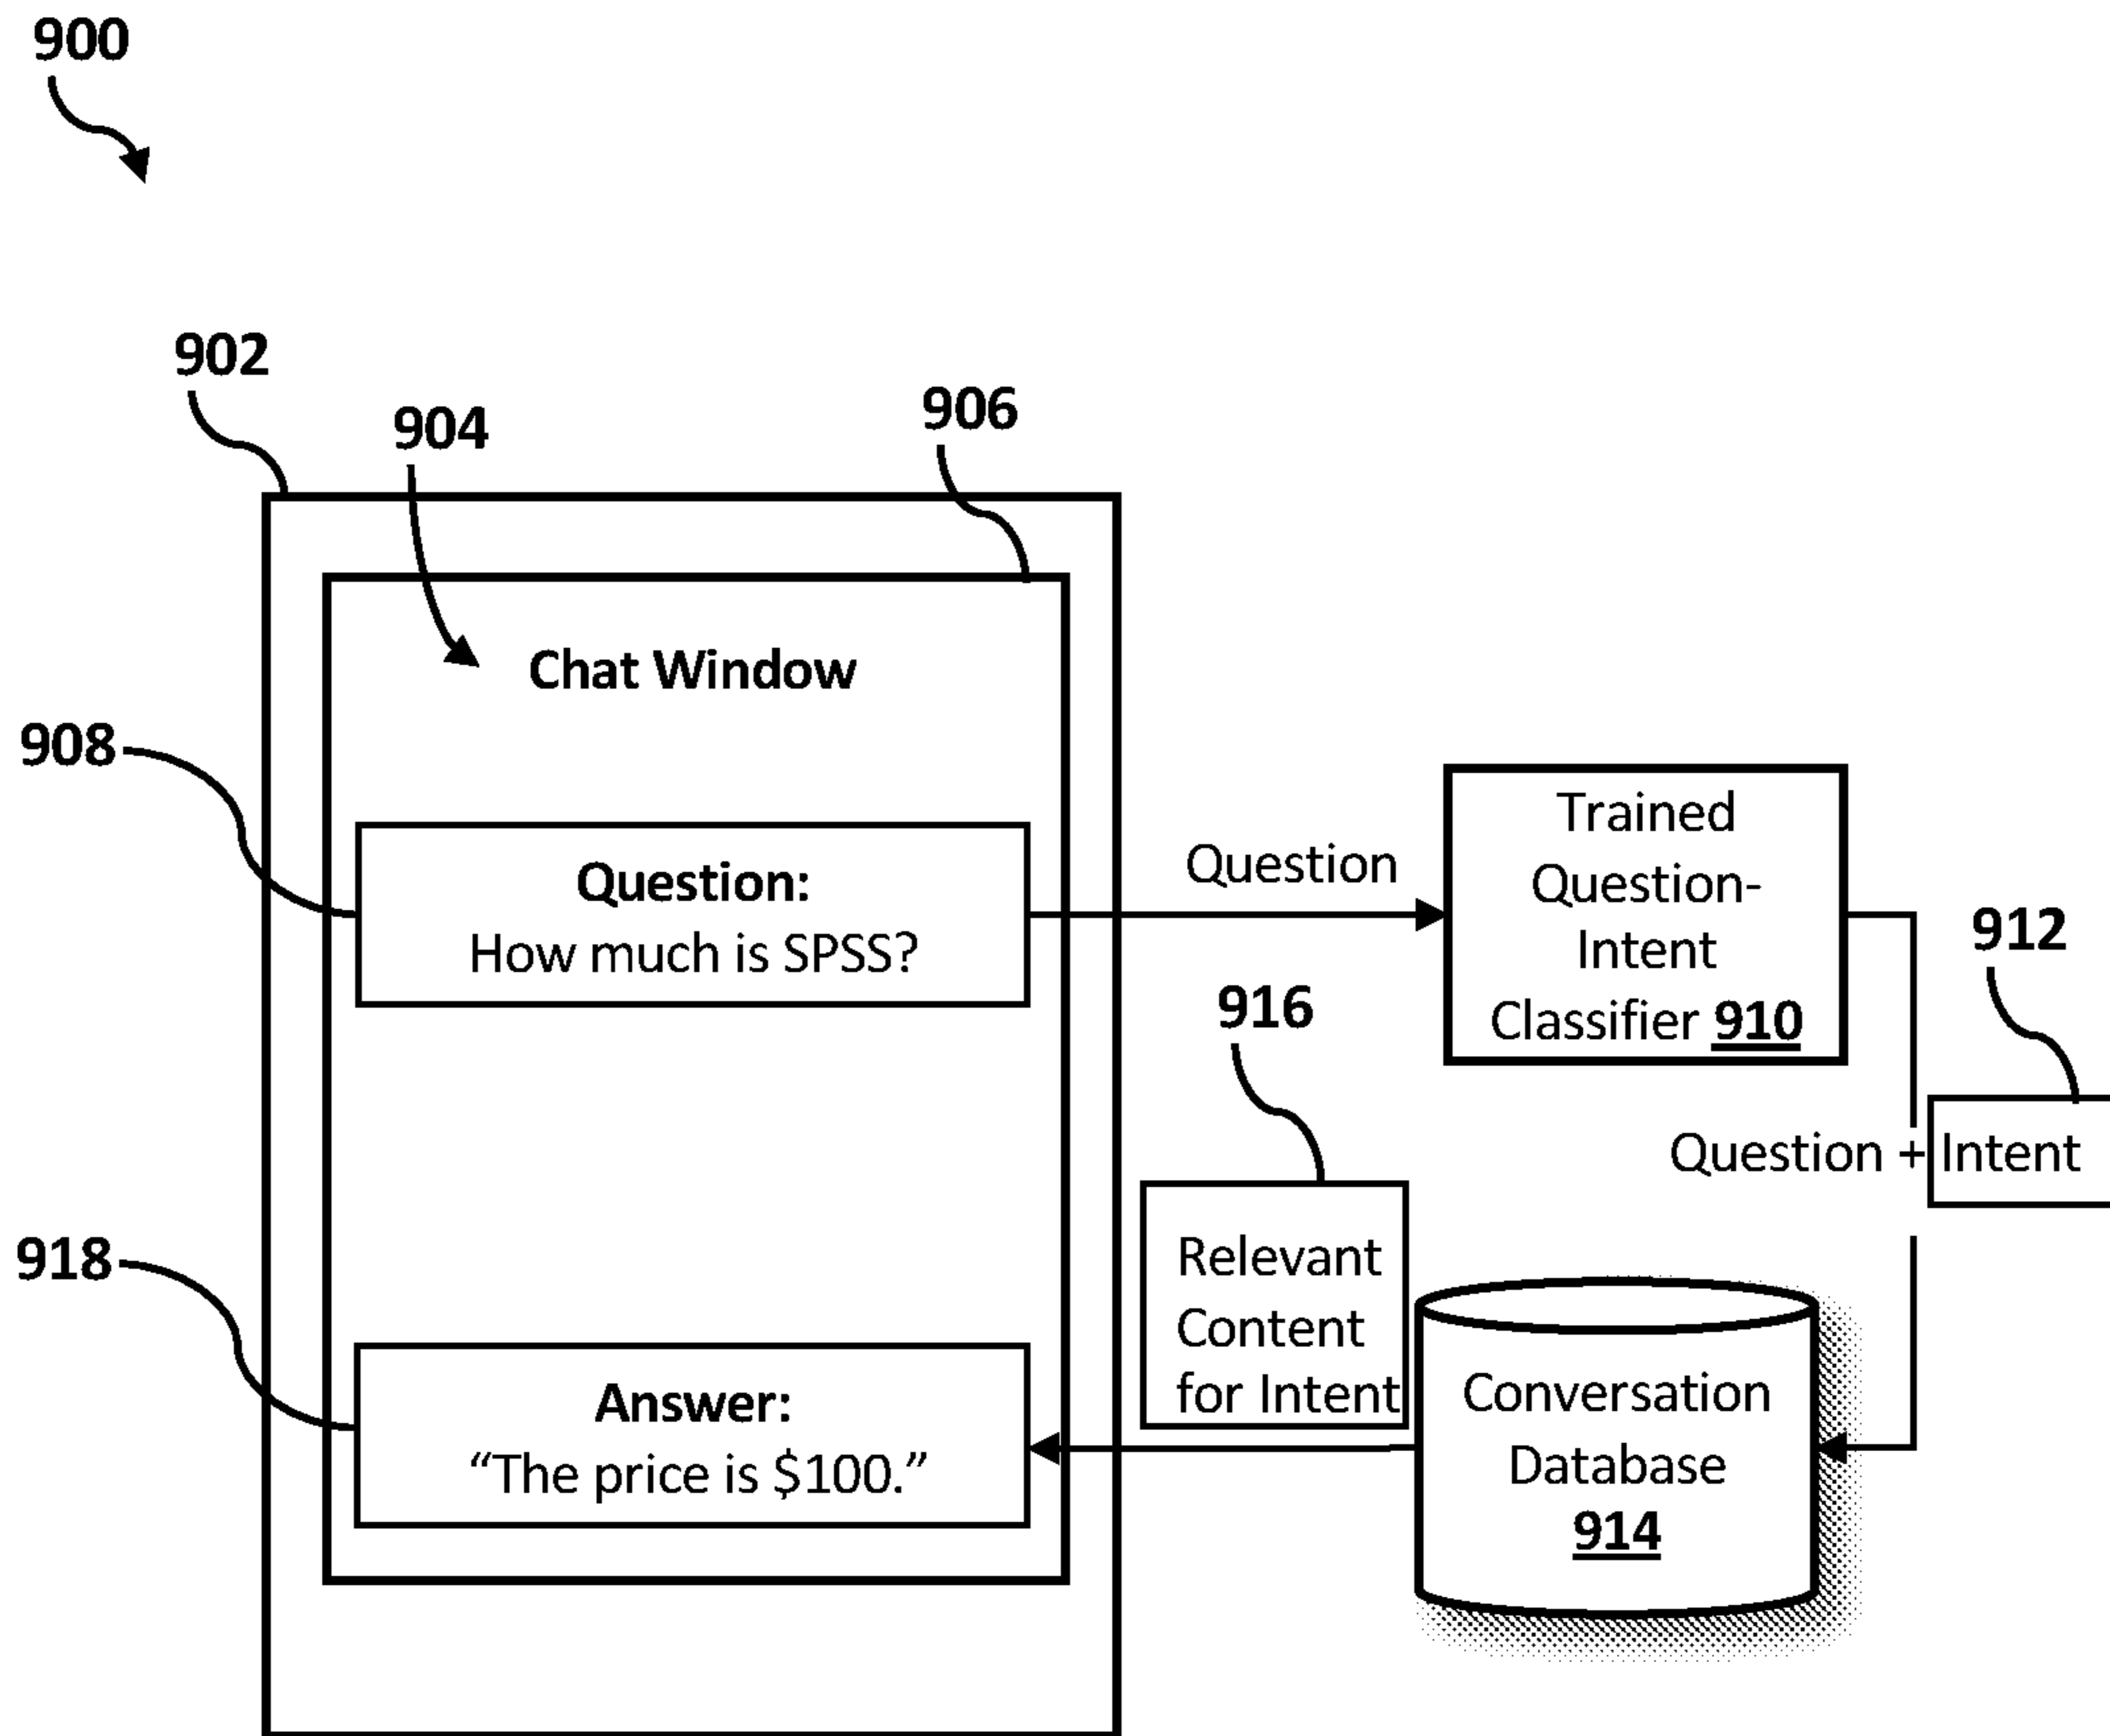 900
902
904
906
Chat Window
908
Question:
How much is SPSS?
Question
Trained
Question-
Intent
Classifier 910
912
Question + Intent
916
Relevant
Content
for Intent
Conversation
Database
914
918
Answer:
“The price is $100.”